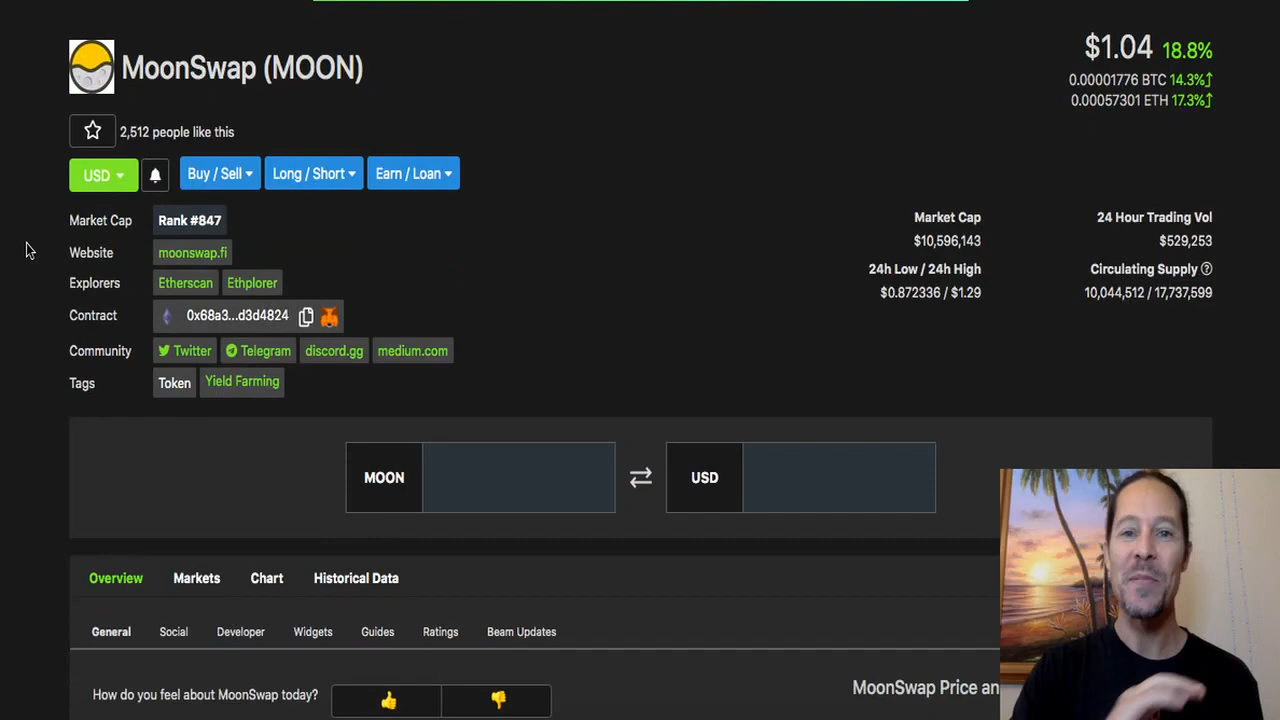 MoonSwap (MOON)
$1.04 18.8%
0.00001776 BTC 14.3%
0.00057301 ETH 17.3%
2,512 people like this
USD
Buy / Sell
Long / Short
Earn / Loan
Market Cap
Rank #847
Website
moonswap.fi
Explorers
Etherscan
Ethplorer
Contract
0x68a3...d3d4824
Community
Twitter
Telegram
discord.gg
medium.com
Tags
Token
Yield Farming
Market Cap
$10,596,143
24 Hour Trading Vol
$529,253
24h Low / 24h High
$0.872336 / $1.29
Circulating Supply ?
10,044,512 / 17,737,599
MOON
USD
Overview
Markets
Chart
Historical Data
General
Social
Developer
Widgets
Guides
Ratings
Beam Updates
How do you feel about MoonSwap today?
MoonSwap Price an